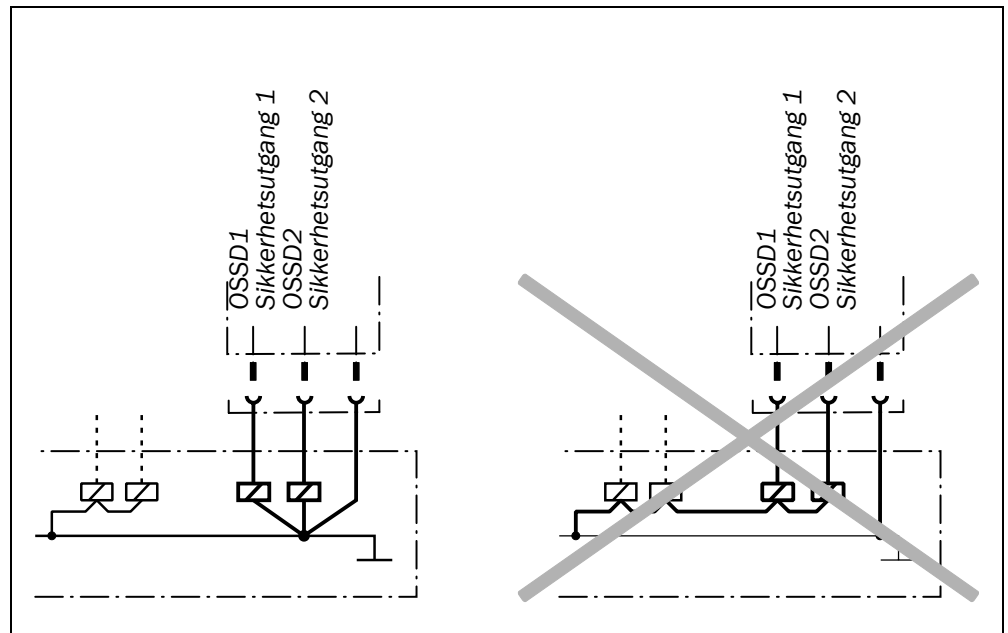 OSSD1
Sikkerhetsutgang 1
OSSD2
Sikkerhetsutgang 2
OSSD1
Sikkerhetsutgang 1
OSSD2
Sikkerhetsutgang 2